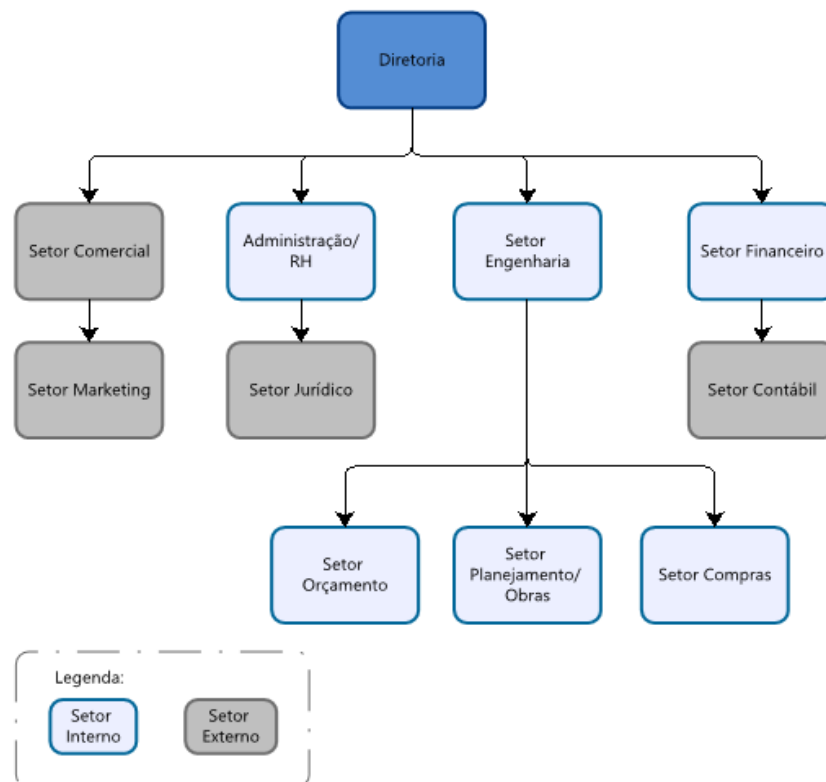 Diretoria
Setor Comercial
Administração/
RH
Setor
Engenharia
Setor Financeiro
Setor Marketing
Setor Jurídico
Setor Contábil
Setor
Orçamento
Setor
Planejamento/
Obras
Setor Compras
Legenda:
Setor
Interno
Setor
Externo